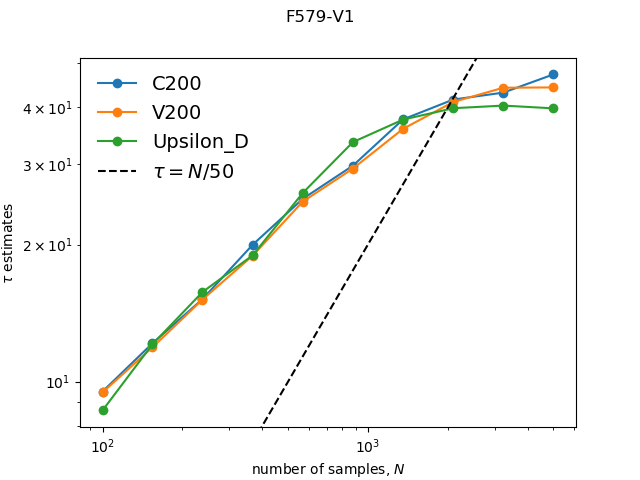 F579-V1
C200
V200
Upsilon_D
τ = N/50
4 × 10¹
3 × 10¹
2 × 10¹
10¹
τ estimates
10²
10³
number of samples, N